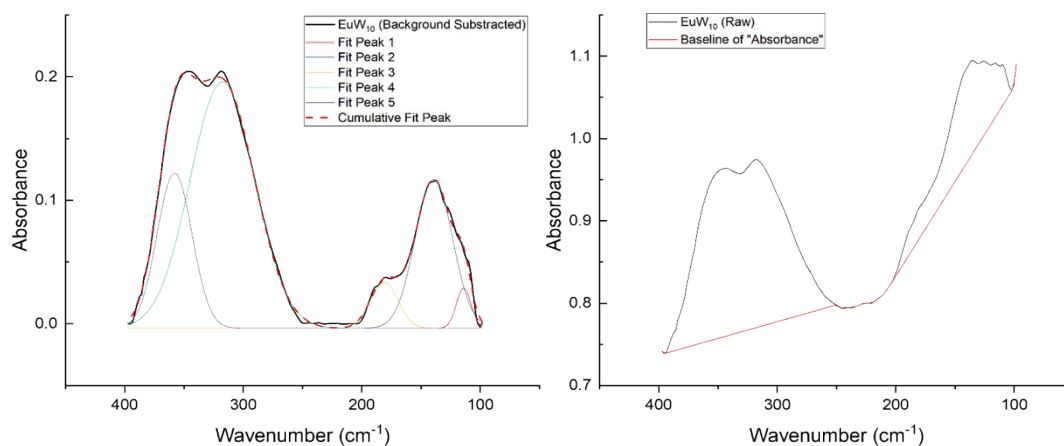 EuW₁₀ (Background Substracted)
Fit Peak 1
Fit Peak 2
Fit Peak 3
Fit Peak 4
Fit Peak 5
Cumulative Fit Peak
0.2
0.1
0.0
Absorbance
400
300
200
100
Wavenumber (cm⁻¹)
EuW₁₀ (Raw)
Baseline of "Absorbance"
1.1
1.0
0.9
0.8
0.7
Absorbance
400
300
200
100
Wavenumber (cm⁻¹)